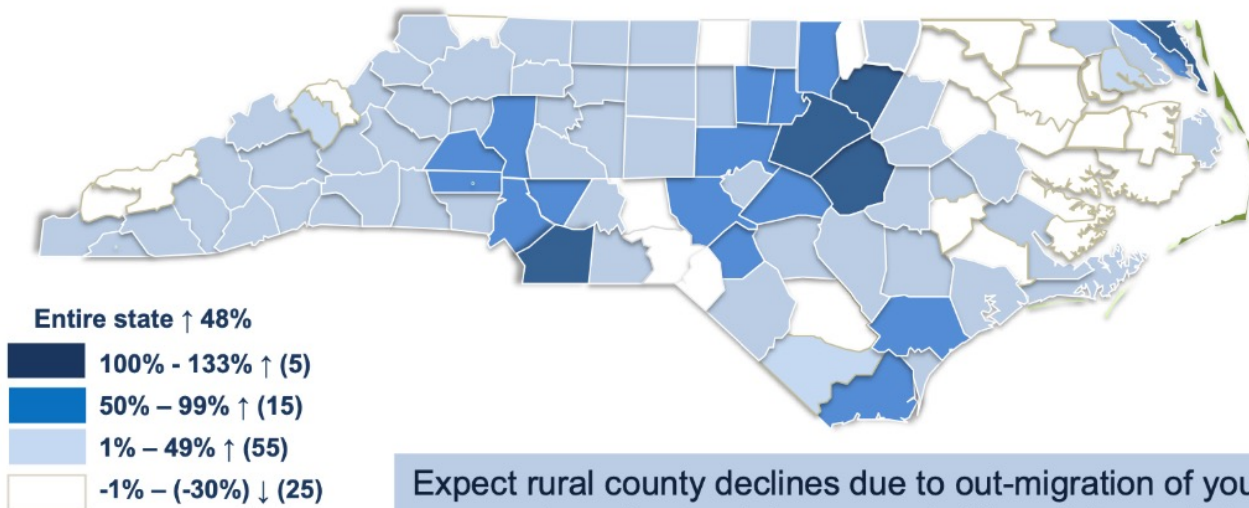 Entire state ↑ 48%
100% - 133% ↑ (5)
50% – 99% ↑ (15)
1% – 49% ↑ (55)
-1% – (-30%) ↓ (25)
Expect rural county declines due to out-migration of you